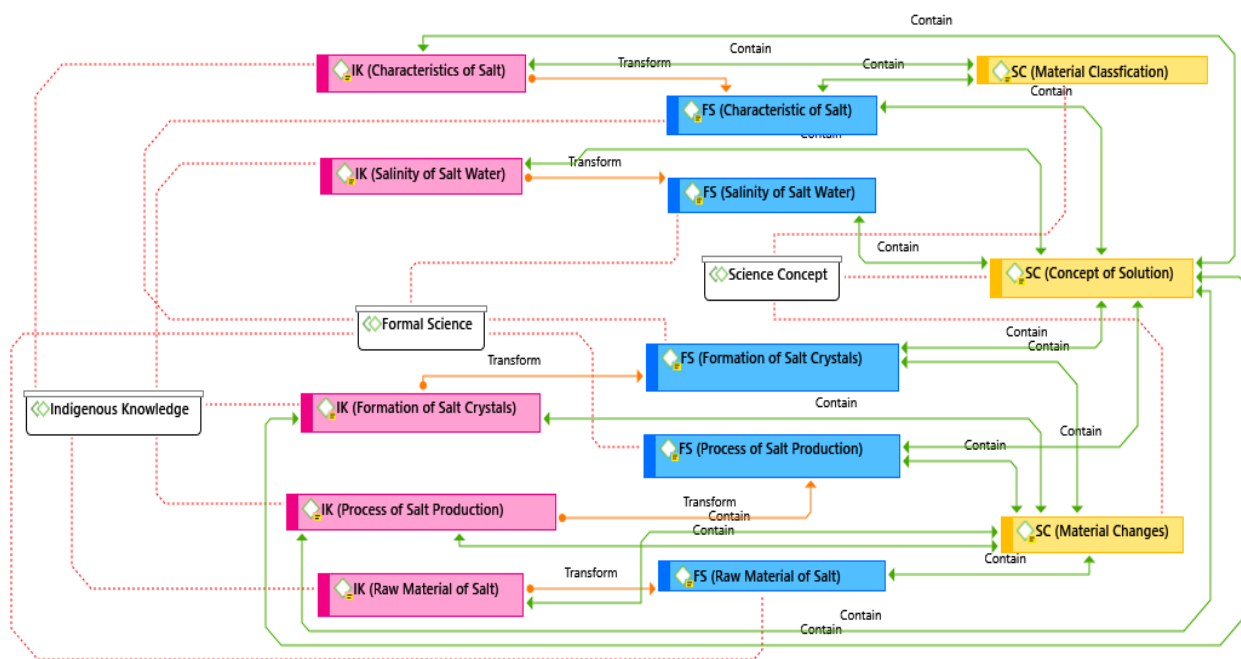 Contain
Contain
IK (Characteristics of Salt)
Transform
Contain
SC (Material Classfication)
Contain
FS (Characteristic of Salt)
Contain
IK (Salinity of Salt Water)
Transform
FS (Salinity of Salt Water)
Contain
Science Concept
SC (Concept of Solution)
Formal Science
Contain
Contain
Transform
FS (Formation of Salt Crystals)
Indigenous Knowledge
IK (Formation of Salt Crystals)
Contain
Contain
FS (Process of Salt Production)
Contain
IK (Process of Salt Production)
Transform
Contain
Contain
SC (Material Changes)
Contain
FS (Raw Material of Salt)
Transform
IK (Raw Material of Salt)
Contain
Contain